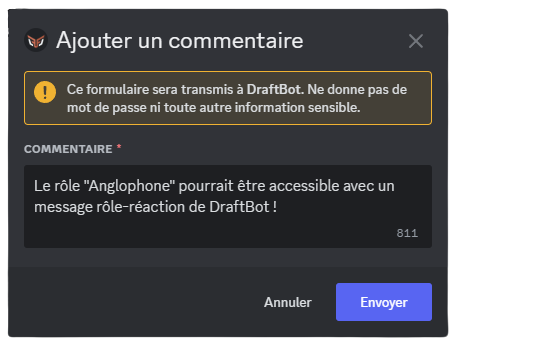 Ajouter un commentaire
Ce formulaire sera transmis à DraftBot. Ne donne pas de
mot de passe ni toute autre information sensible.
COMMENTAIRE *
Le rôle "Anglophone" pourrait être accessible avec un
message rôle-réaction de DraftBot !
811
Annuler
Envoyer